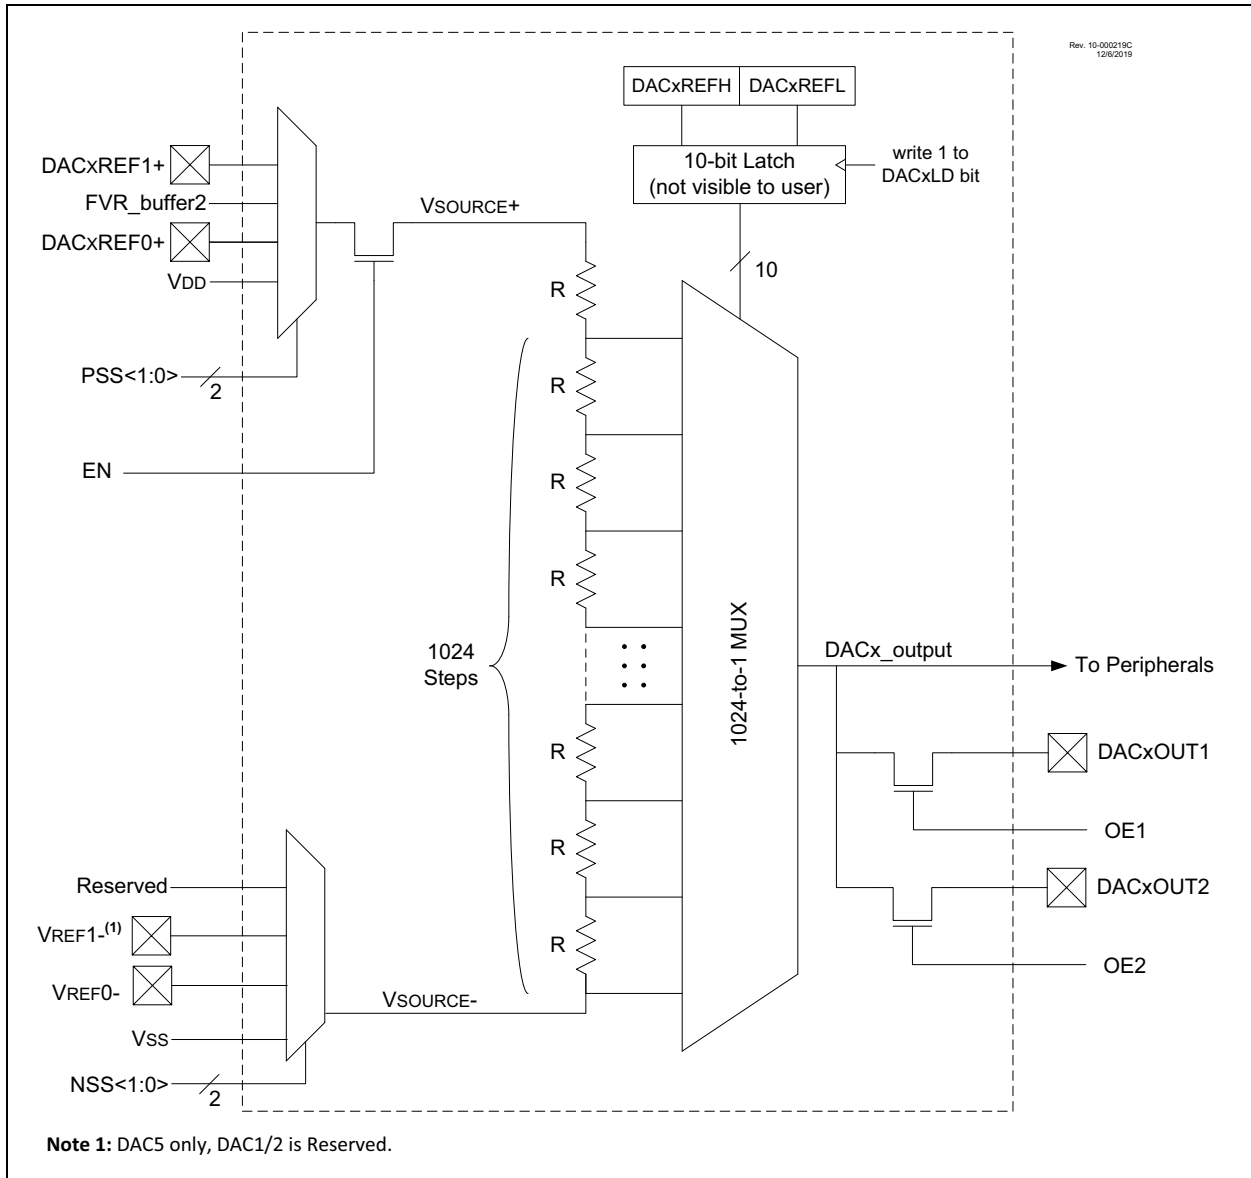 Rev. 10-000219C
12/6/2019
DACxREFH DACxREFL
10-bit Latch
(not visible to user)
write 1 to
DACxLD bit
10
DACxREF1+
FVR_buffer2
DACxREF0+
VDD
PSS<1:0>
2
EN
VSOURCE+
R
R
R
R
1024
Steps
R
R
R
1024-to-1 MUX
DACx_output
To Peripherals
DACxOUT1
OE1
DACxOUT2
OE2
Reserved
VREF1-(1)
VREF0-
VSS
NSS<1:0>
2
VSOURCE-
Note 1: DAC5 only, DAC1/2 is Reserved.